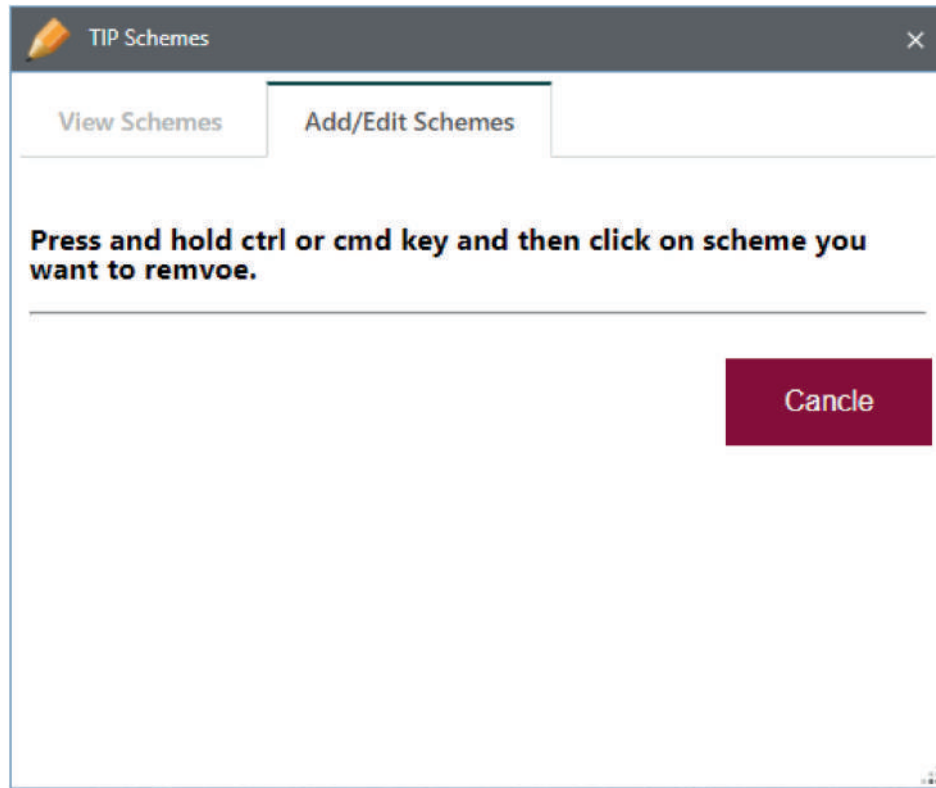 TIP Schemes
View Schemes
Add/Edit Schemes
Press and hold ctrl or cmd key and then click on scheme you
want to remvoe.
Cancle